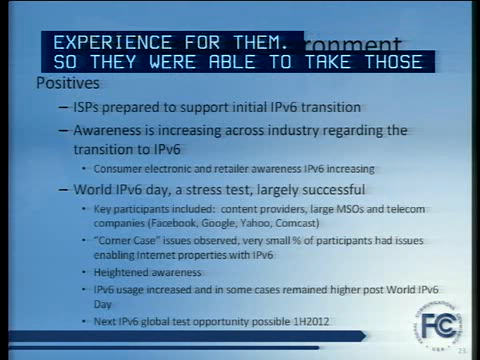 EXPERIENCE FOR THEM.
SO THEY WERE ABLE TO TAKE THOSE
Positives
– ISPs prepared to support initial IPv6 transition
– Awareness is increasing across industry regarding the
transition to IPv6
• Consumer electronic and retailer awareness IPv6 increasing
– World IPv6 day, a stress test, largely successful
• Key participants included: content providers, large MSOs and telecom
companies (Facebook, Google, Yahoo, Comcast)
• “Corner Case” issues observed, very small % of participants had issues
enabling Internet properties with IPv6
• Heightened awareness
• IPv6 usage increased and in some cases remained higher post World IPv6
Day
• Next IPv6 global test opportunity possible 1H2012
FEDERAL COMMUNICATIONS COMMISSION
FCC
USA
23